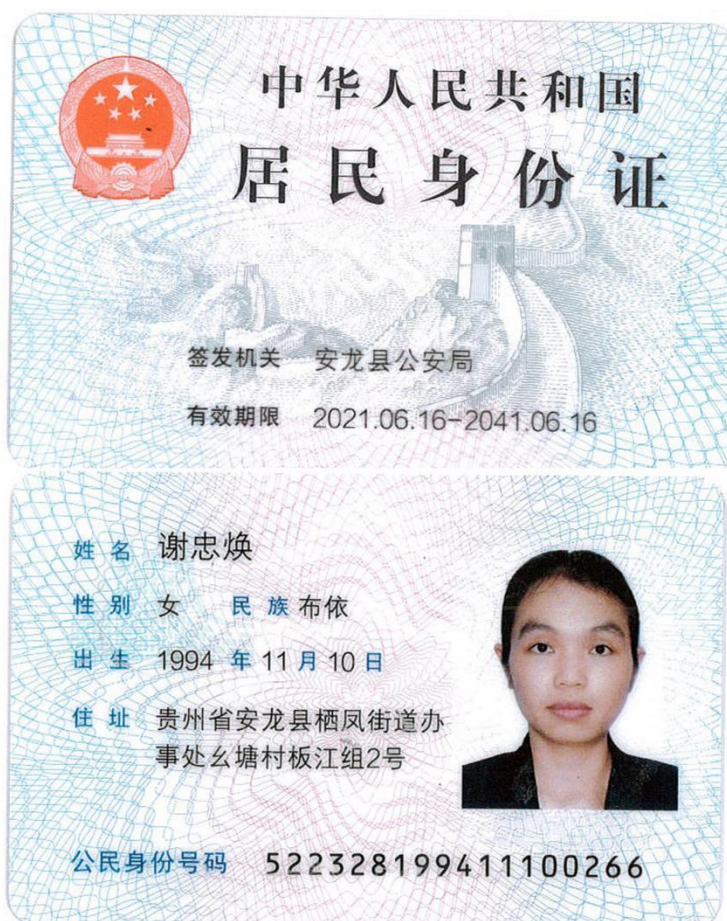 中华人民共和国
居民身份证
签发机关 安龙县公安局
有效期限 2021.06.16-2041.06.16
姓名 谢忠焕
性别 女 民族 布依
出生 1994 年 11 月 10 日
住址 贵州省安龙县栖凤街道办
事处幺塘村板江组2号
公民身份号码 522328199411100266